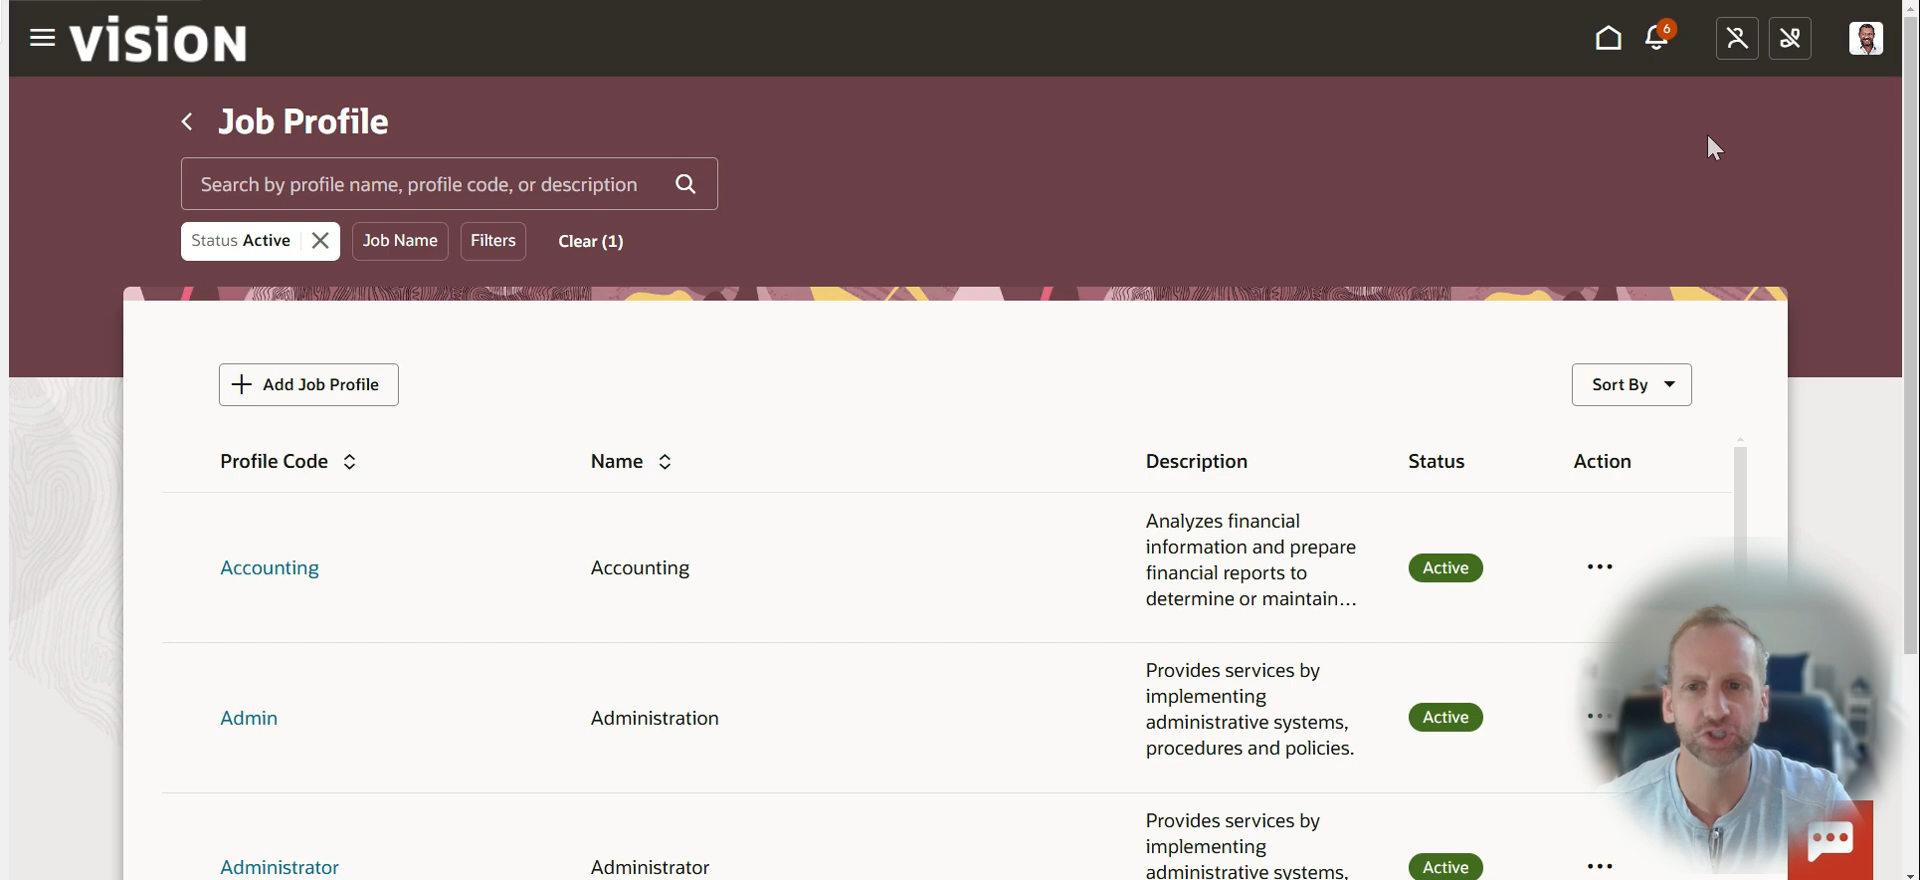 vision
6
Job Profile
Search by profile name, profile code, or description
Status Active
Job Name
Filters
Clear (1)
Add Job Profile
Sort By
Profile Code
Name
Description
Status
Action
Accounting
Accounting
Analyzes financial
information and prepare
financial reports to
determine or maintain...
Active
Admin
Administration
Provides services by
implementing
administrative systems,
procedures and policies.
Active
Administrator
Administrator
Provides services by
implementing
administrative systems,
Active